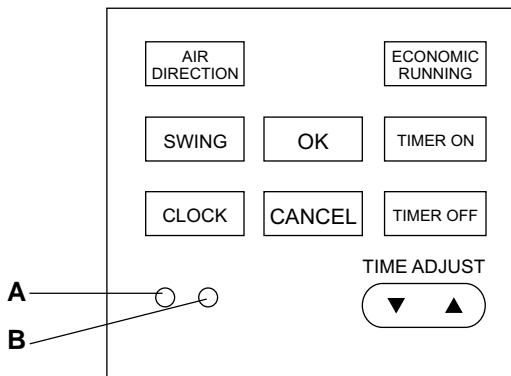 AIR
DIRECTION
ECONOMIC
RUNNING
SWING
OK
TIMER ON
CLOCK
CANCEL
TIMER OFF
TIME ADJUST
▼ ▲
A
B